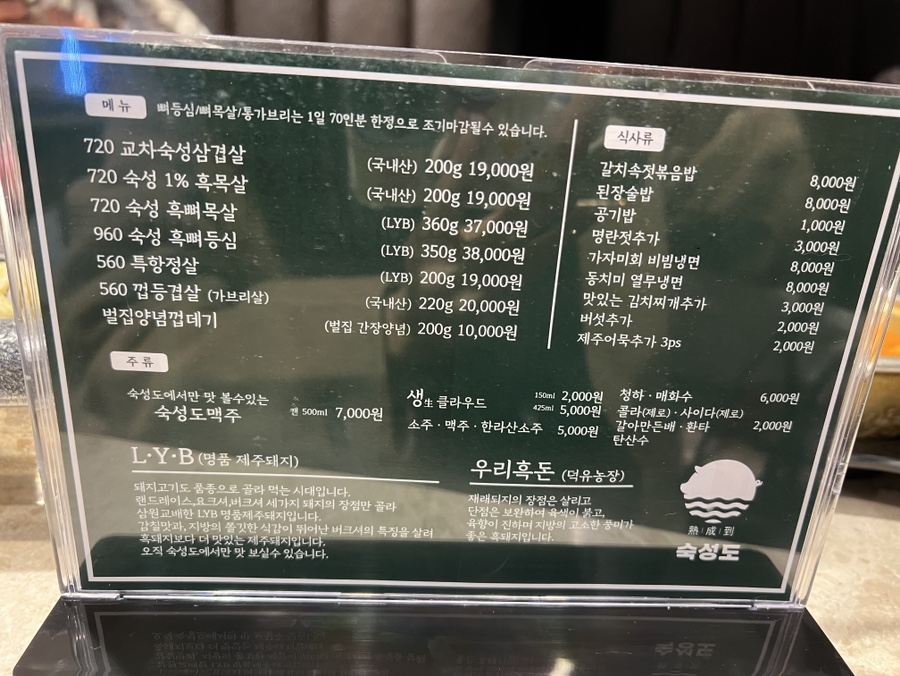 메 뉴
뼈등심/뼈목살/통가브리는 1일 70인분 한정으로 조기마감될수 있습니다.
720 교차숙성삼겹살 (국내산) 200g 19,000원
720 숙성 1% 흑목살 (국내산) 200g 19,000원
720 숙성 흑뼈목살 (LYB) 360g 37,000원
960 숙성 흑뼈등심 (LYB) 350g 38,000원
560 특항정살 (LYB) 200g 19,000원
560 껍등겹살 (가브리살) (국내산) 220g 20,000원
벌집양념껍데기 (벌집 간장양념) 200g 10,000원
식사류
갈치속젓볶음밥 8,000원
된장술밥 8,000원
공기밥 1,000원
명란젓추가 3,000원
가자미회 비빔냉면 8,000원
동치미 열무냉면 8,000원
맛있는 김치찌개추가 3,000원
버섯추가 2,000원
제주어묵추가 3ps 2,000원
주 류
숙성도에서만 맛 볼수있는
숙성도맥주 캔 500ml 7,000원
생生 클라우드 150ml 2,000원
425ml 5,000원
소주 · 맥주 · 한라산소주 5,000원
청하 · 매화수 6,000원
콜라(제로) · 사이다(제로)
갈아만든배 · 환타 2,000원
탄산수
L·Y·B (명품 제주돼지)
돼지고기도 품종으로 골라 먹는 시대입니다.
랜드레이스,요크셔,버크셔 세가지 돼지의 장점만 골라
삼원교배한 LYB 명품제주돼지입니다.
감칠맛과, 지방의 쫄깃한 식감이 뛰어난 버크셔의 특징을 살려
흑돼지보다 더 맛있는 제주돼지입니다.
오직 숙성도에서만 맛 보실수 있습니다.
우리흑돈 (덕유농장)
재래돼지의 장점은 살리고
단점은 보완하여 육색이 붉고,
육향이 진하며 지방의 고소한 풍미가
좋은 흑돼지입니다.
熟 | 成 | 到
숙성도